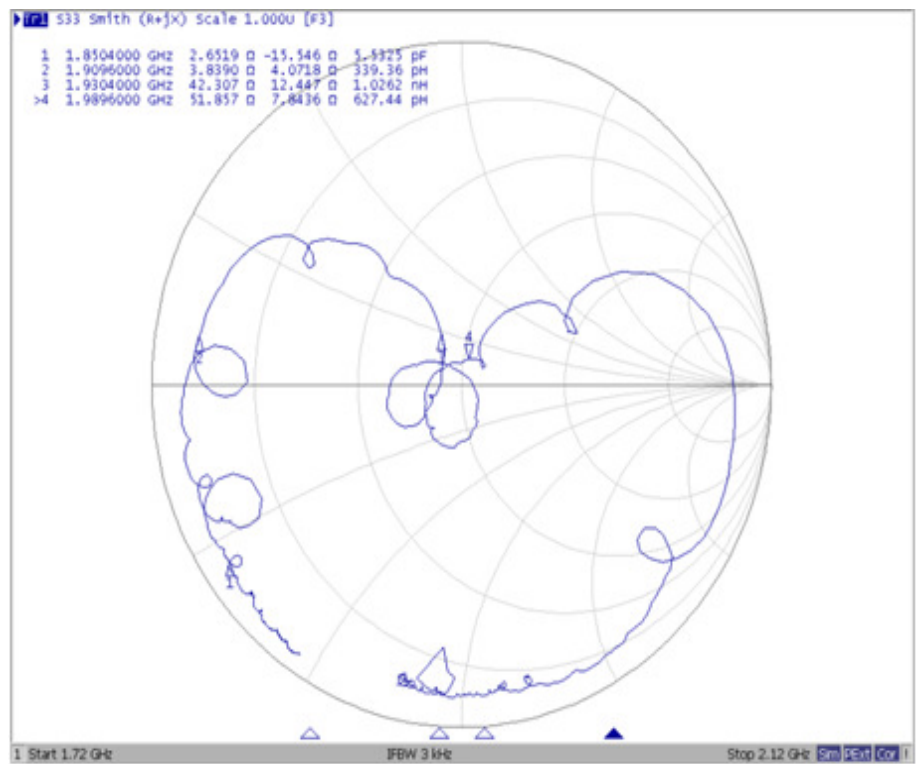 Tr1 S33 Smith (R+jX) Scale 1.000U [F3]
1 1.8504000 GHz 2.6519 Ω -15.546 Ω 5.5325 pF
2 1.9096000 GHz 3.8390 Ω 4.0718 Ω 339.36 pH
3 1.9304000 GHz 42.307 Ω 12.447 Ω 1.0262 nH
>4 1.9896000 GHz 51.857 Ω 7.8436 Ω 627.44 pH
4
2
1
1 Start 1.72 GHz IFBW 3 kHz Stop 2.12 GHz Sim PExt Cor !